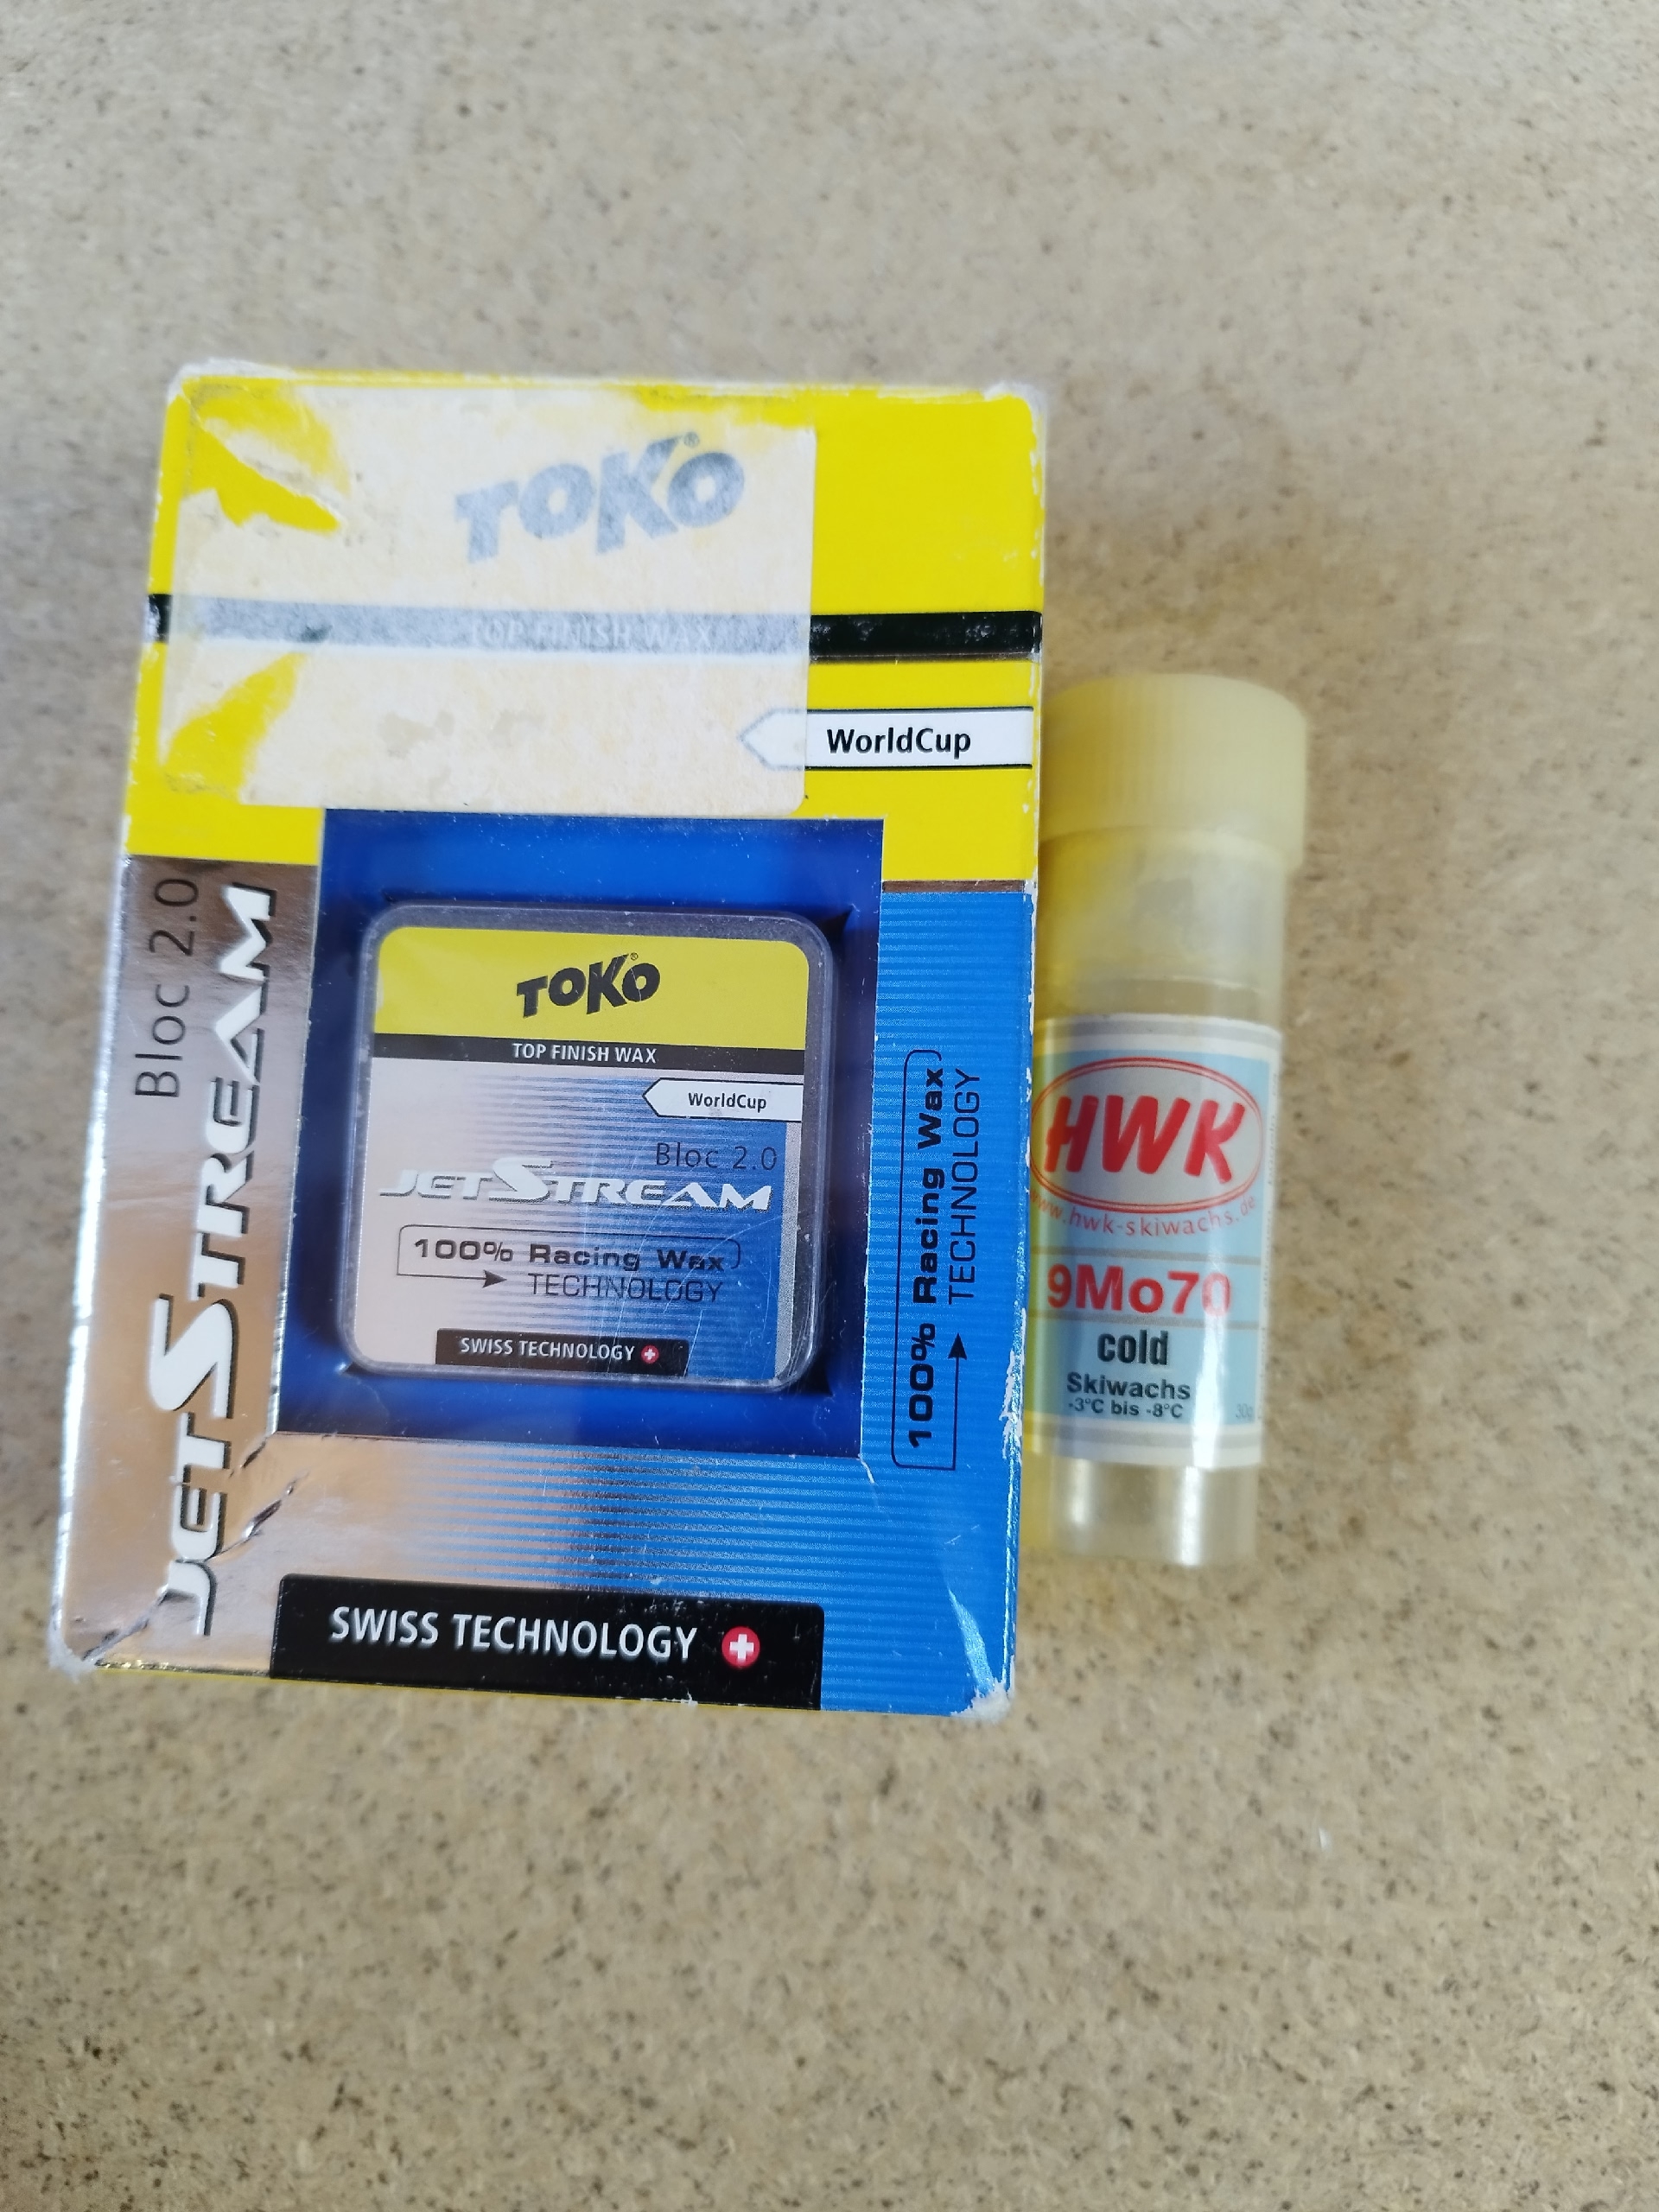 TOKO®
TOP FINISH WAX
WorldCup
Bloc 2.0
JETSTREAM
TOKO®
TOP FINISH WAX
WorldCup
Bloc 2.0
JETSTREAM
100% Racing Wax
TECHNOLOGY
SWISS TECHNOLOGY
100% Racing Wax
TECHNOLOGY
SWISS TECHNOLOGY
HWK
www.hwk-skiwachs.de
9Mo70
cold
Skiwachs
-3°C bis -8°C
30g